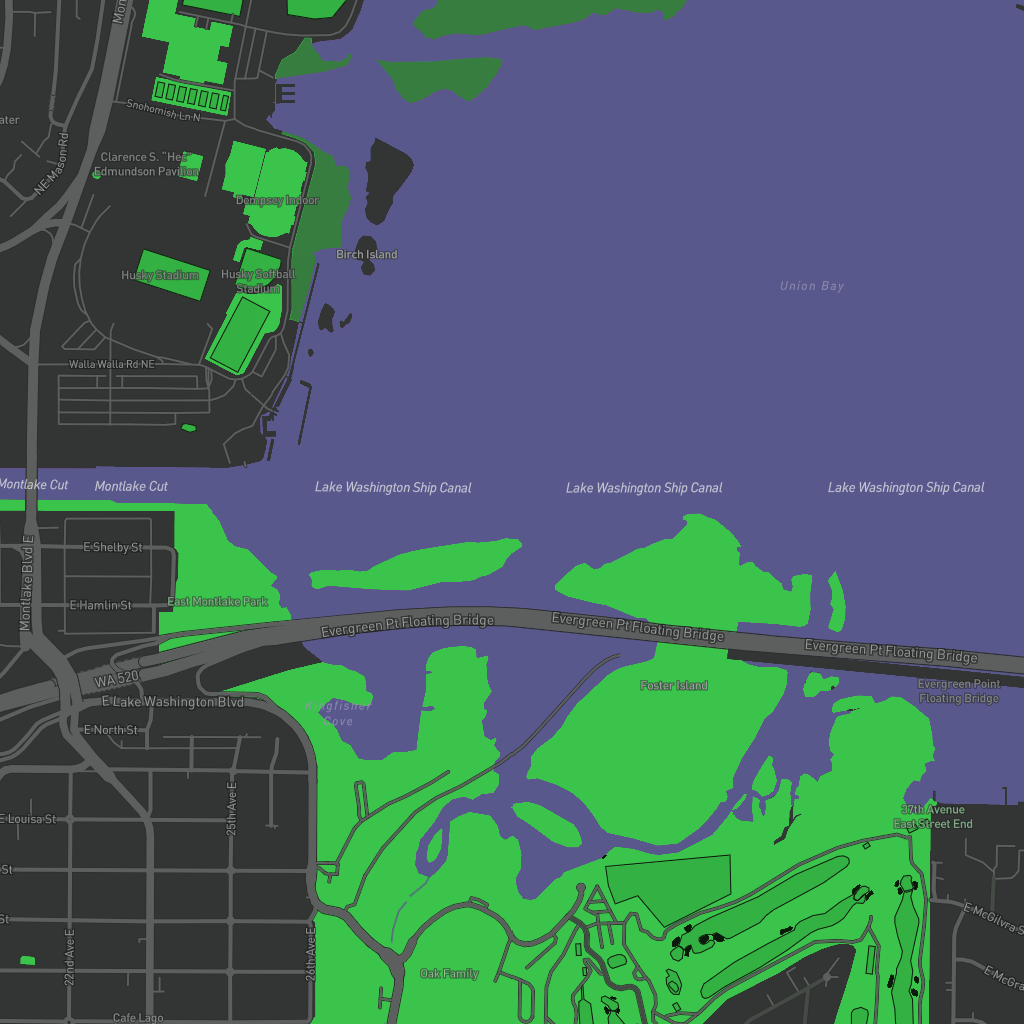 Mon
Snohomish Ln N
ater
NE Mason Rd
Clarence S. "Hec"
Edmundson Pavilion
Dempsey Indoor
Birch Island
Husky Stadium
Husky Softball
Stadium
Union Bay
Walla Walla Rd NE
Montlake Cut
Montlake Cut
Lake Washington Ship Canal
Lake Washington Ship Canal
Lake Washington Ship Canal
E Shelby St
Montlake Blvd E
E Hamlin St
East Montlake Park
Evergreen Pt Floating Bridge
Evergreen Pt Floating Bridge
Evergreen Pt Floating Bridge
WA 520
Foster Island
Evergreen Point
Floating Bridge
E Lake Washington Blvd
Kingfisher
Cove
E North St
25th Ave E
E Louisa St
37th Avenue
East Street End
St
St
E McGilvra S
22nd Ave E
26th Ave E
Oak Family
E McGra
Cafe Lago